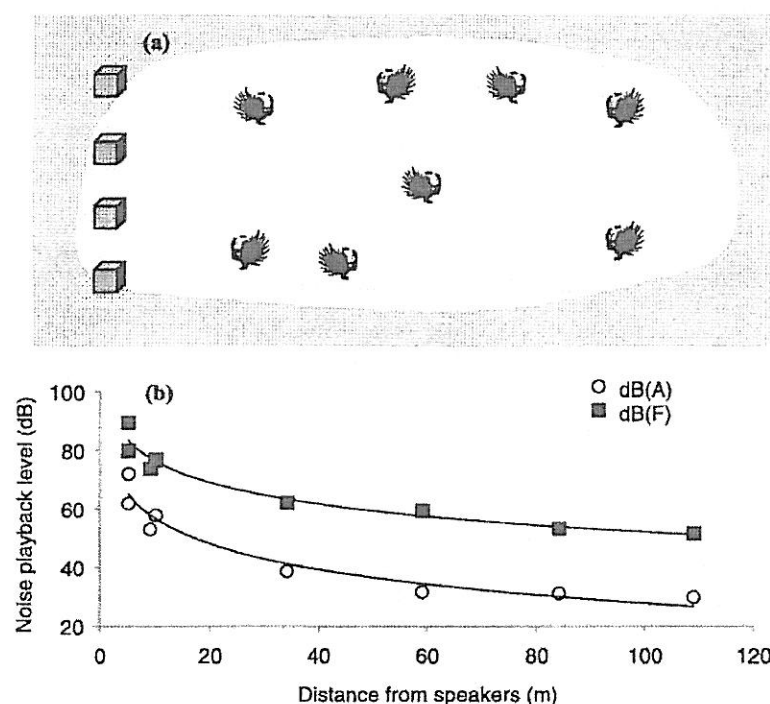 (a)
(b)
dB(A)
dB(F)
Noise playback level (dB)
100
80
60
40
20
0
20
40
60
80
100
120
Distance from speakers (m)